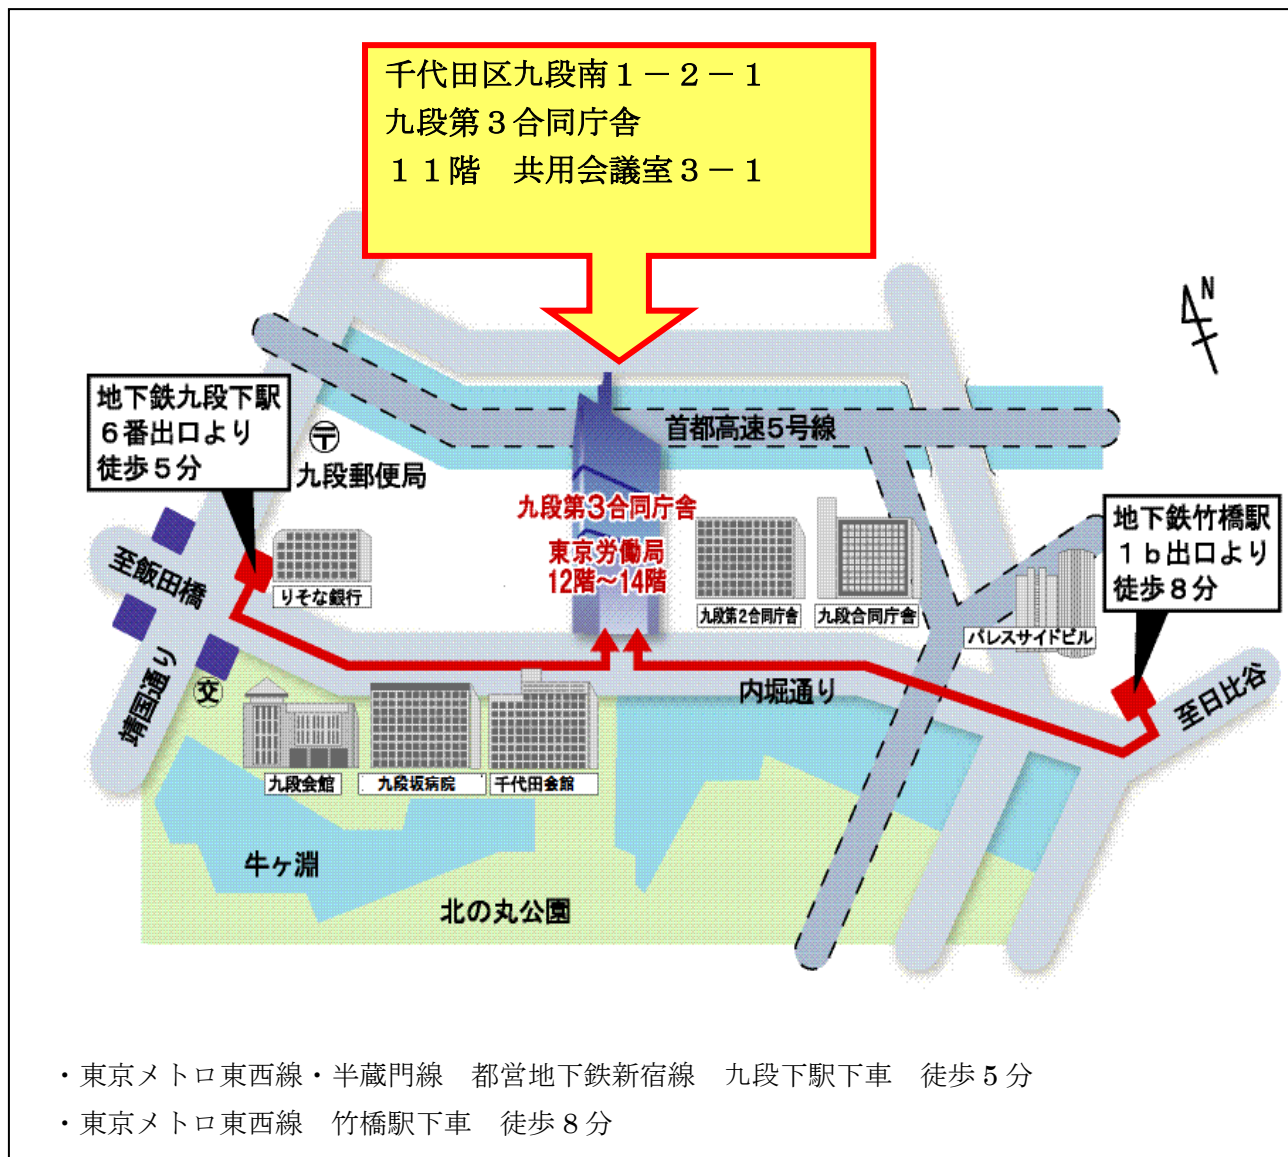 千代田区九段南１－２－１
九段第３合同庁舎
１１階　共用会議室３－１
N
地下鉄九段下駅
６番出口より
徒歩５分
〒
九段郵便局
首都高速5号線
九段第3合同庁舎
東京労働局
12階～14階
地下鉄竹橋駅
１ｂ出口より
徒歩８分
至飯田橋
りそな銀行
九段第2合同庁舎
九段合同庁舎
パレスサイドビル
靖国通り
交
内堀通り
至日比谷
九段会館
九段坂病院
千代田会館
牛ヶ淵
北の丸公園
・東京メトロ東西線・半蔵門線　都営地下鉄新宿線　九段下駅下車　徒歩 5 分
・東京メトロ東西線　竹橋駅下車　徒歩 8 分